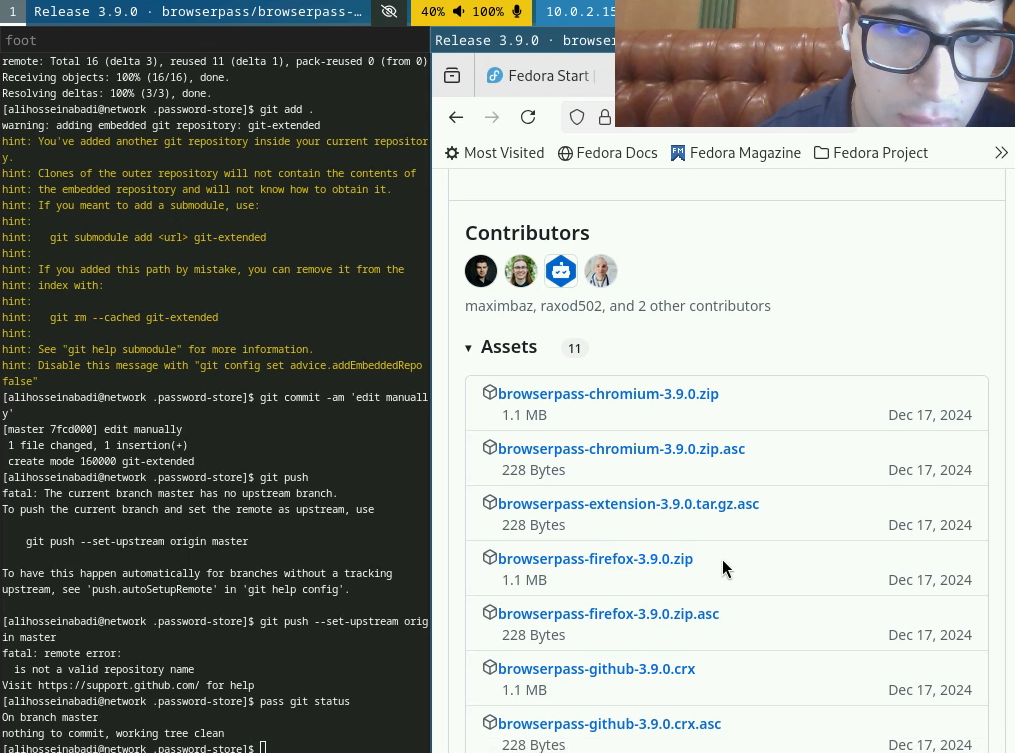 1 Release 3.9.0 · browserpass/browserpass-… 40% 100% 10.0.2.15
foot
remote: Total 16 (delta 3), reused 11 (delta 1), pack-reused 0 (from 0)
Receiving objects: 100% (16/16), done.
Resolving deltas: 100% (3/3), done.
[alihosseinabadi@network .password-store]$ git add .
warning: adding embedded git repository: git-extended
hint: You've added another git repository inside your current repositor
y.
hint: Clones of the outer repository will not contain the contents of
hint: the embedded repository and will not know how to obtain it.
hint: If you meant to add a submodule, use:
hint:
hint:   git submodule add <url> git-extended
hint:
hint: If you added this path by mistake, you can remove it from the
hint: index with:
hint:
hint:   git rm --cached git-extended
hint:
hint: See "git help submodule" for more information.
hint: Disable this message with "git config set advice.addEmbeddedRepo
false"
[alihosseinabadi@network .password-store]$ git commit -am 'edit manuall
y'
[master 7fcd000] edit manually
 1 file changed, 1 insertion(+)
 create mode 160000 git-extended
[alihosseinabadi@network .password-store]$ git push
fatal: The current branch master has no upstream branch.
To push the current branch and set the remote as upstream, use
    git push --set-upstream origin master
To have this happen automatically for branches without a tracking
upstream, see 'push.autoSetupRemote' in 'git help config'.
[alihosseinabadi@network .password-store]$ git push --set-upstream orig
in master
fatal: remote error:
  is not a valid repository name
Visit https://support.github.com/ for help
[alihosseinabadi@network .password-store]$ pass git status
On branch master
nothing to commit, working tree clean
[alihosseinabadi@network .password-store]$
Release 3.9.0 · browser
Fedora Start
Most Visited Fedora Docs Fedora Magazine Fedora Project
Contributors
maximbaz, raxod502, and 2 other contributors
Assets 11
browserpass-chromium-3.9.0.zip
1.1 MB Dec 17, 2024
browserpass-chromium-3.9.0.zip.asc
228 Bytes Dec 17, 2024
browserpass-extension-3.9.0.tar.gz.asc
228 Bytes Dec 17, 2024
browserpass-firefox-3.9.0.zip
1.1 MB Dec 17, 2024
browserpass-firefox-3.9.0.zip.asc
228 Bytes Dec 17, 2024
browserpass-github-3.9.0.crx
1.1 MB Dec 17, 2024
browserpass-github-3.9.0.crx.asc
228 Bytes Dec 17, 2024